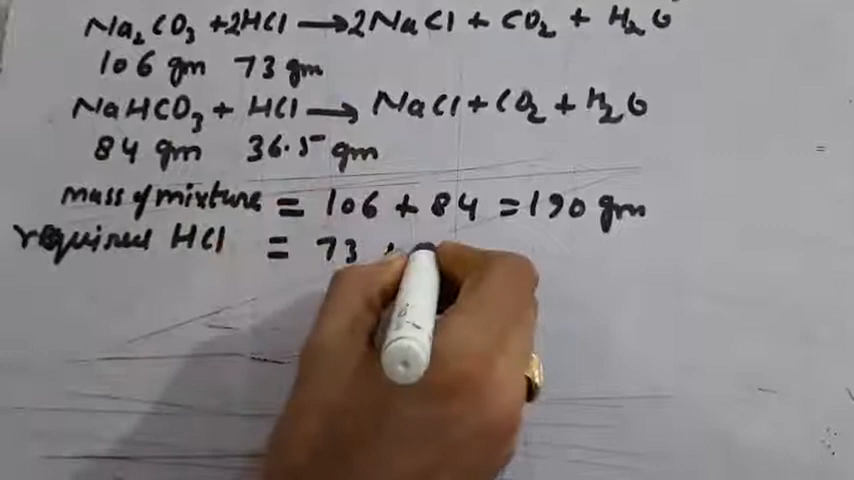 Na₂CO₃ + 2HCl ⟶ 2NaCl + CO₂ + H₂O
106 gm 73 gm
NaHCO₃ + HCl ⟶ NaCl + CO₂ + H₂O
84 gm 36.5 gm
mass of mixture = 106 + 84 = 190 gm
required HCl = 73